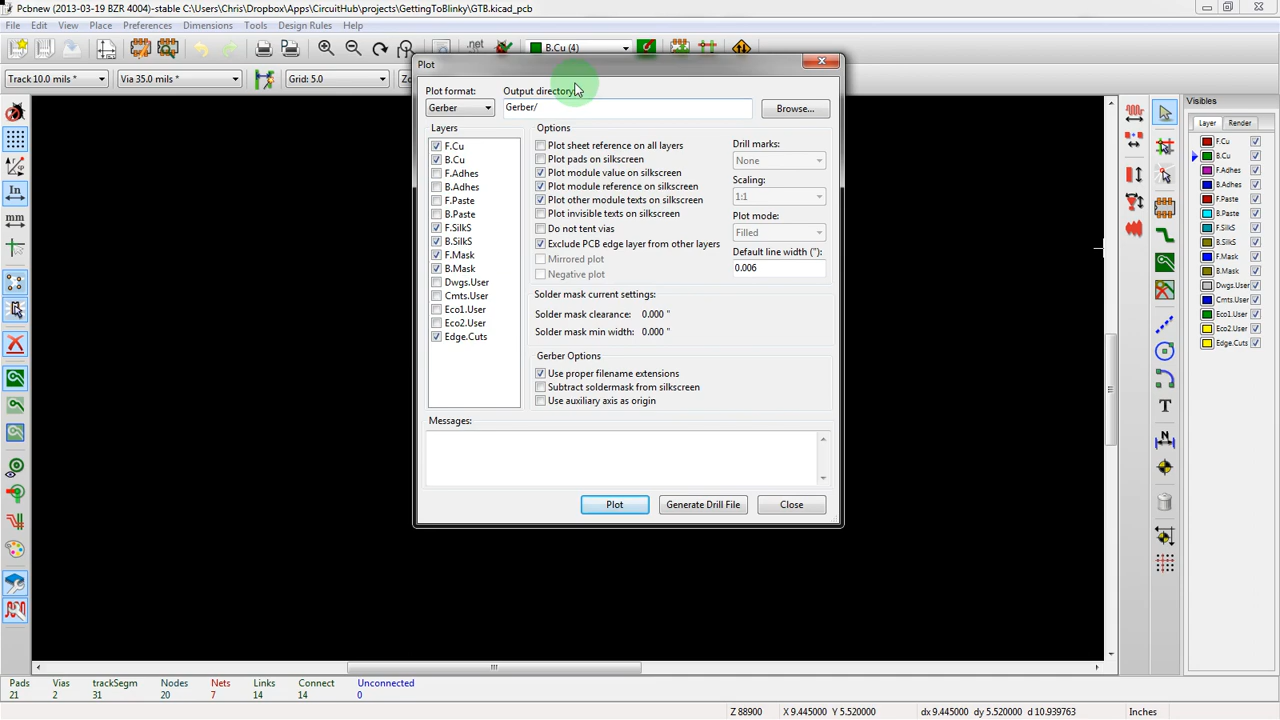 Pcbnew (2013-03-19 BZR 4004)-stable C:\Users\Chris\Dropbox\Apps\CircuitHub\projects\GettingToBlinky\GTB.kicad_pcb
File Edit View Place Preferences Dimensions Tools Design Rules Help
.net
B.Cu (4)
Track 10.0 mils *
Via 35.0 mils *
Grid: 5.0
Zo
Plot
Plot format:
Gerber
Output directory:
Gerber/
Browse...
Layers
F.Cu
B.Cu
F.Adhes
B.Adhes
F.Paste
B.Paste
F.SilkS
B.SilkS
F.Mask
B.Mask
Dwgs.User
Cmts.User
Eco1.User
Eco2.User
Edge.Cuts
Options
Plot sheet reference on all layers
Plot pads on silkscreen
Plot module value on silkscreen
Plot module reference on silkscreen
Plot other module texts on silkscreen
Plot invisible texts on silkscreen
Do not tent vias
Exclude PCB edge layer from other layers
Mirrored plot
Negative plot
Drill marks:
None
Scaling:
1:1
Plot mode:
Filled
Default line width ("):
0.006
Solder mask current settings:
Solder mask clearance: 0.000 "
Solder mask min width: 0.000 "
Gerber Options
Use proper filename extensions
Subtract soldermask from silkscreen
Use auxiliary axis as origin
Messages:
Plot
Generate Drill File
Close
In
mm
T
N
Visibles
Layer Render
F.Cu
B.Cu
F.Adhes
B.Adhes
F.Paste
B.Paste
F.SilkS
B.SilkS
F.Mask
B.Mask
Dwgs.User
Cmts.User
Eco1.User
Eco2.User
Edge.Cuts
Pads Vias trackSegm Nodes Nets Links Connect Unconnected
21 2 31 20 7 14 14 0
Z 88900 X 9.445000 Y 5.520000 dx 9.445000 dy 5.520000 d 10.939763 Inches